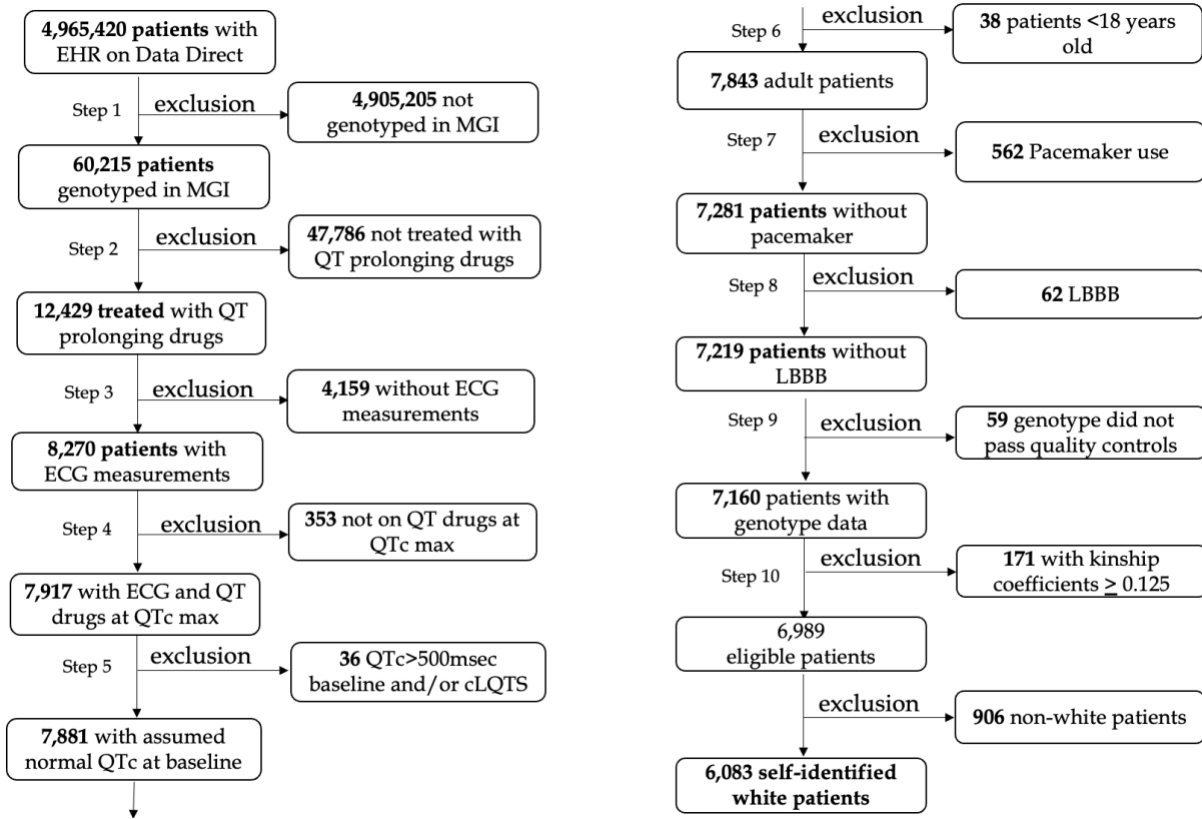 4,965,420 patients with
EHR on Data Direct
Step 1
exclusion
4,905,205 not
genotyped in MGI
60,215 patients
genotyped in MGI
Step 2
exclusion
47,786 not treated with
QT prolonging drugs
12,429 treated with QT
prolonging drugs
Step 3
exclusion
4,159 without ECG
measurements
8,270 patients with
ECG measurements
Step 4
exclusion
353 not on QT drugs at
QTc max
7,917 with ECG and QT
drugs at QTc max
Step 5
exclusion
36 QTc>500msec
baseline and/or cLQTS
7,881 with assumed
normal QTc at baseline
Step 6
exclusion
38 patients <18 years
old
7,843 adult patients
Step 7
exclusion
562 Pacemaker use
7,281 patients without
pacemaker
Step 8
exclusion
62 LBBB
7,219 patients without
LBBB
Step 9
exclusion
59 genotype did not
pass quality controls
7,160 patients with
genotype data
Step 10
exclusion
171 with kinship
coefficients ≥ 0.125
6,989
eligible patients
exclusion
906 non-white patients
6,083 self-identified
white patients